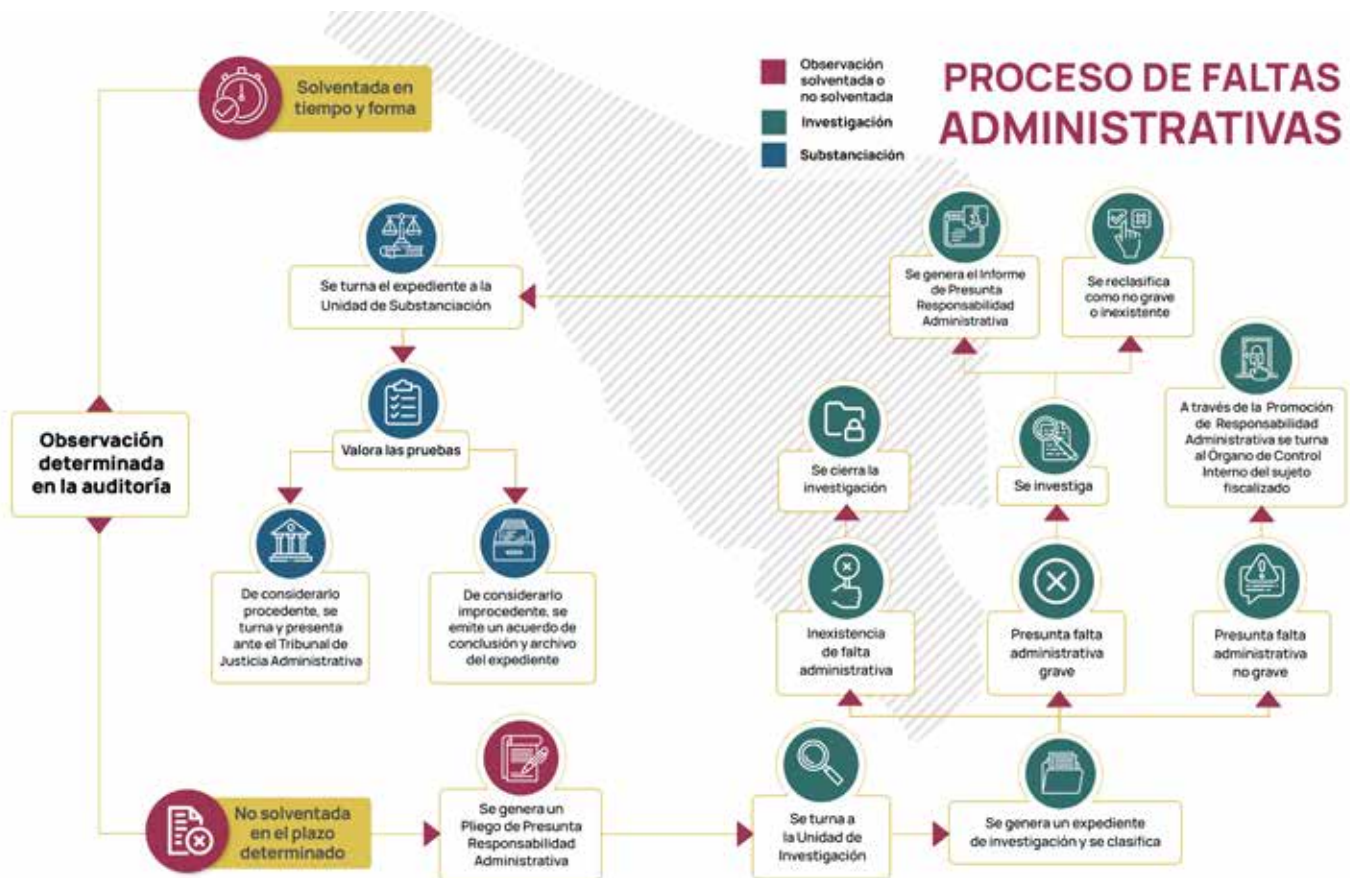 PROCESO DE FALTAS
ADMINISTRATIVAS
Observación
solventada o
no solventada
Investigación
Substanciación
Solventada en
tiempo y forma
Observación
determinada
en la auditoría
No solventada
en el plazo
determinado
Se genera un
Pliego de Presunta
Responsabilidad
Administrativa
Se turna a
la Unidad de
Investigación
Se genera un expediente
de investigación y se clasifica
Inexistencia
de falta
administrativa
Se cierra la
investigación
Presunta falta
administrativa
grave
Se investiga
Se genera el Informe
de Presunta
Responsabilidad
Administrativa
Se reclasifica
como no grave
o inexistente
Presunta falta
administrativa
no grave
A través de la Promoción
de Responsabilidad
Administrativa se turna
al Órgano de Control
Interno del sujeto
fiscalizado
Se turna el expediente a la
Unidad de Substanciación
Valora las pruebas
De considerarlo
procedente, se
turna y presenta
ante el Tribunal de
Justicia Administrativa
De considerarlo
improcedente, se
emite un acuerdo de
conclusión y archivo
del expediente